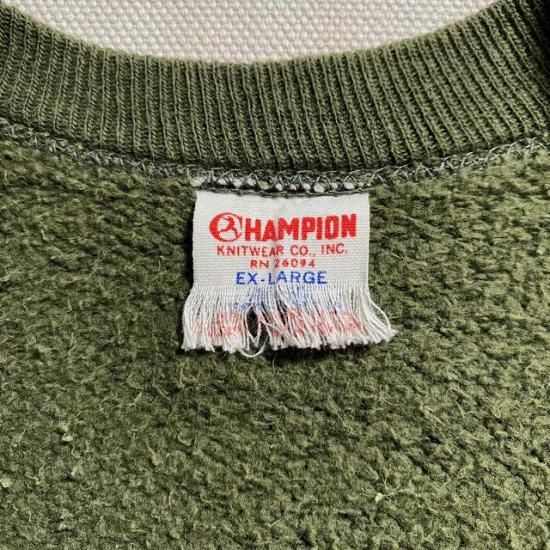 CHAMPION
KNITWEAR CO., INC.
RN 26094
EX-LARGE